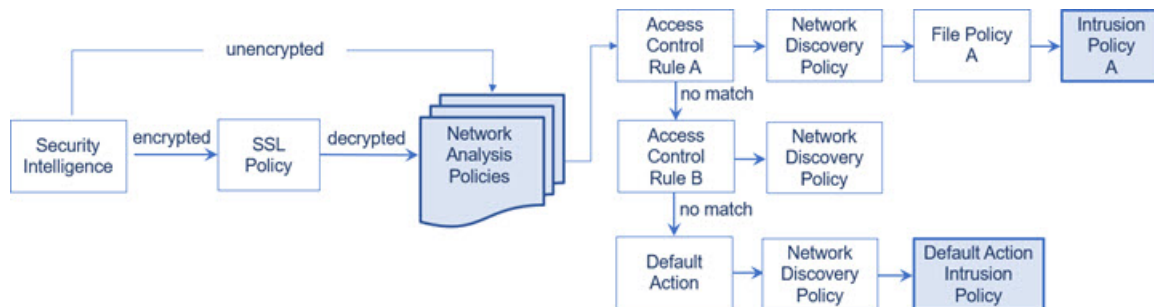 unencrypted
Security
Intelligence
encrypted
SSL
Policy
decrypted
Network
Analysis
Policies
Access
Control
Rule A
Network
Discovery
Policy
File Policy
A
Intrusion
Policy
A
no match
Access
Control
Rule B
Network
Discovery
Policy
no match
Default
Action
Network
Discovery
Policy
Default Action
Intrusion
Policy